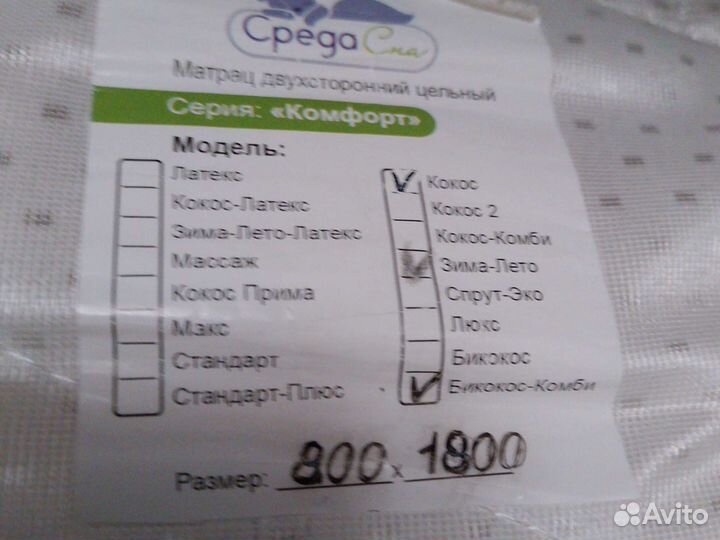 Среда Сна
Матрац двухсторонний цельный
Серия: «Комфорт»
Модель:
Латекс
Кокос-Латекс
Зима-Лето-Латекс
Массаж
Кокос Прима
Макс
Стандарт
Стандарт-Плюс
Кокос
Кокос 2
Кокос-Комби
Зима-Лето
Спрут-Эко
Люкс
Бикокос
Бикокос-Комби
Размер: 800 x 1800
Avito